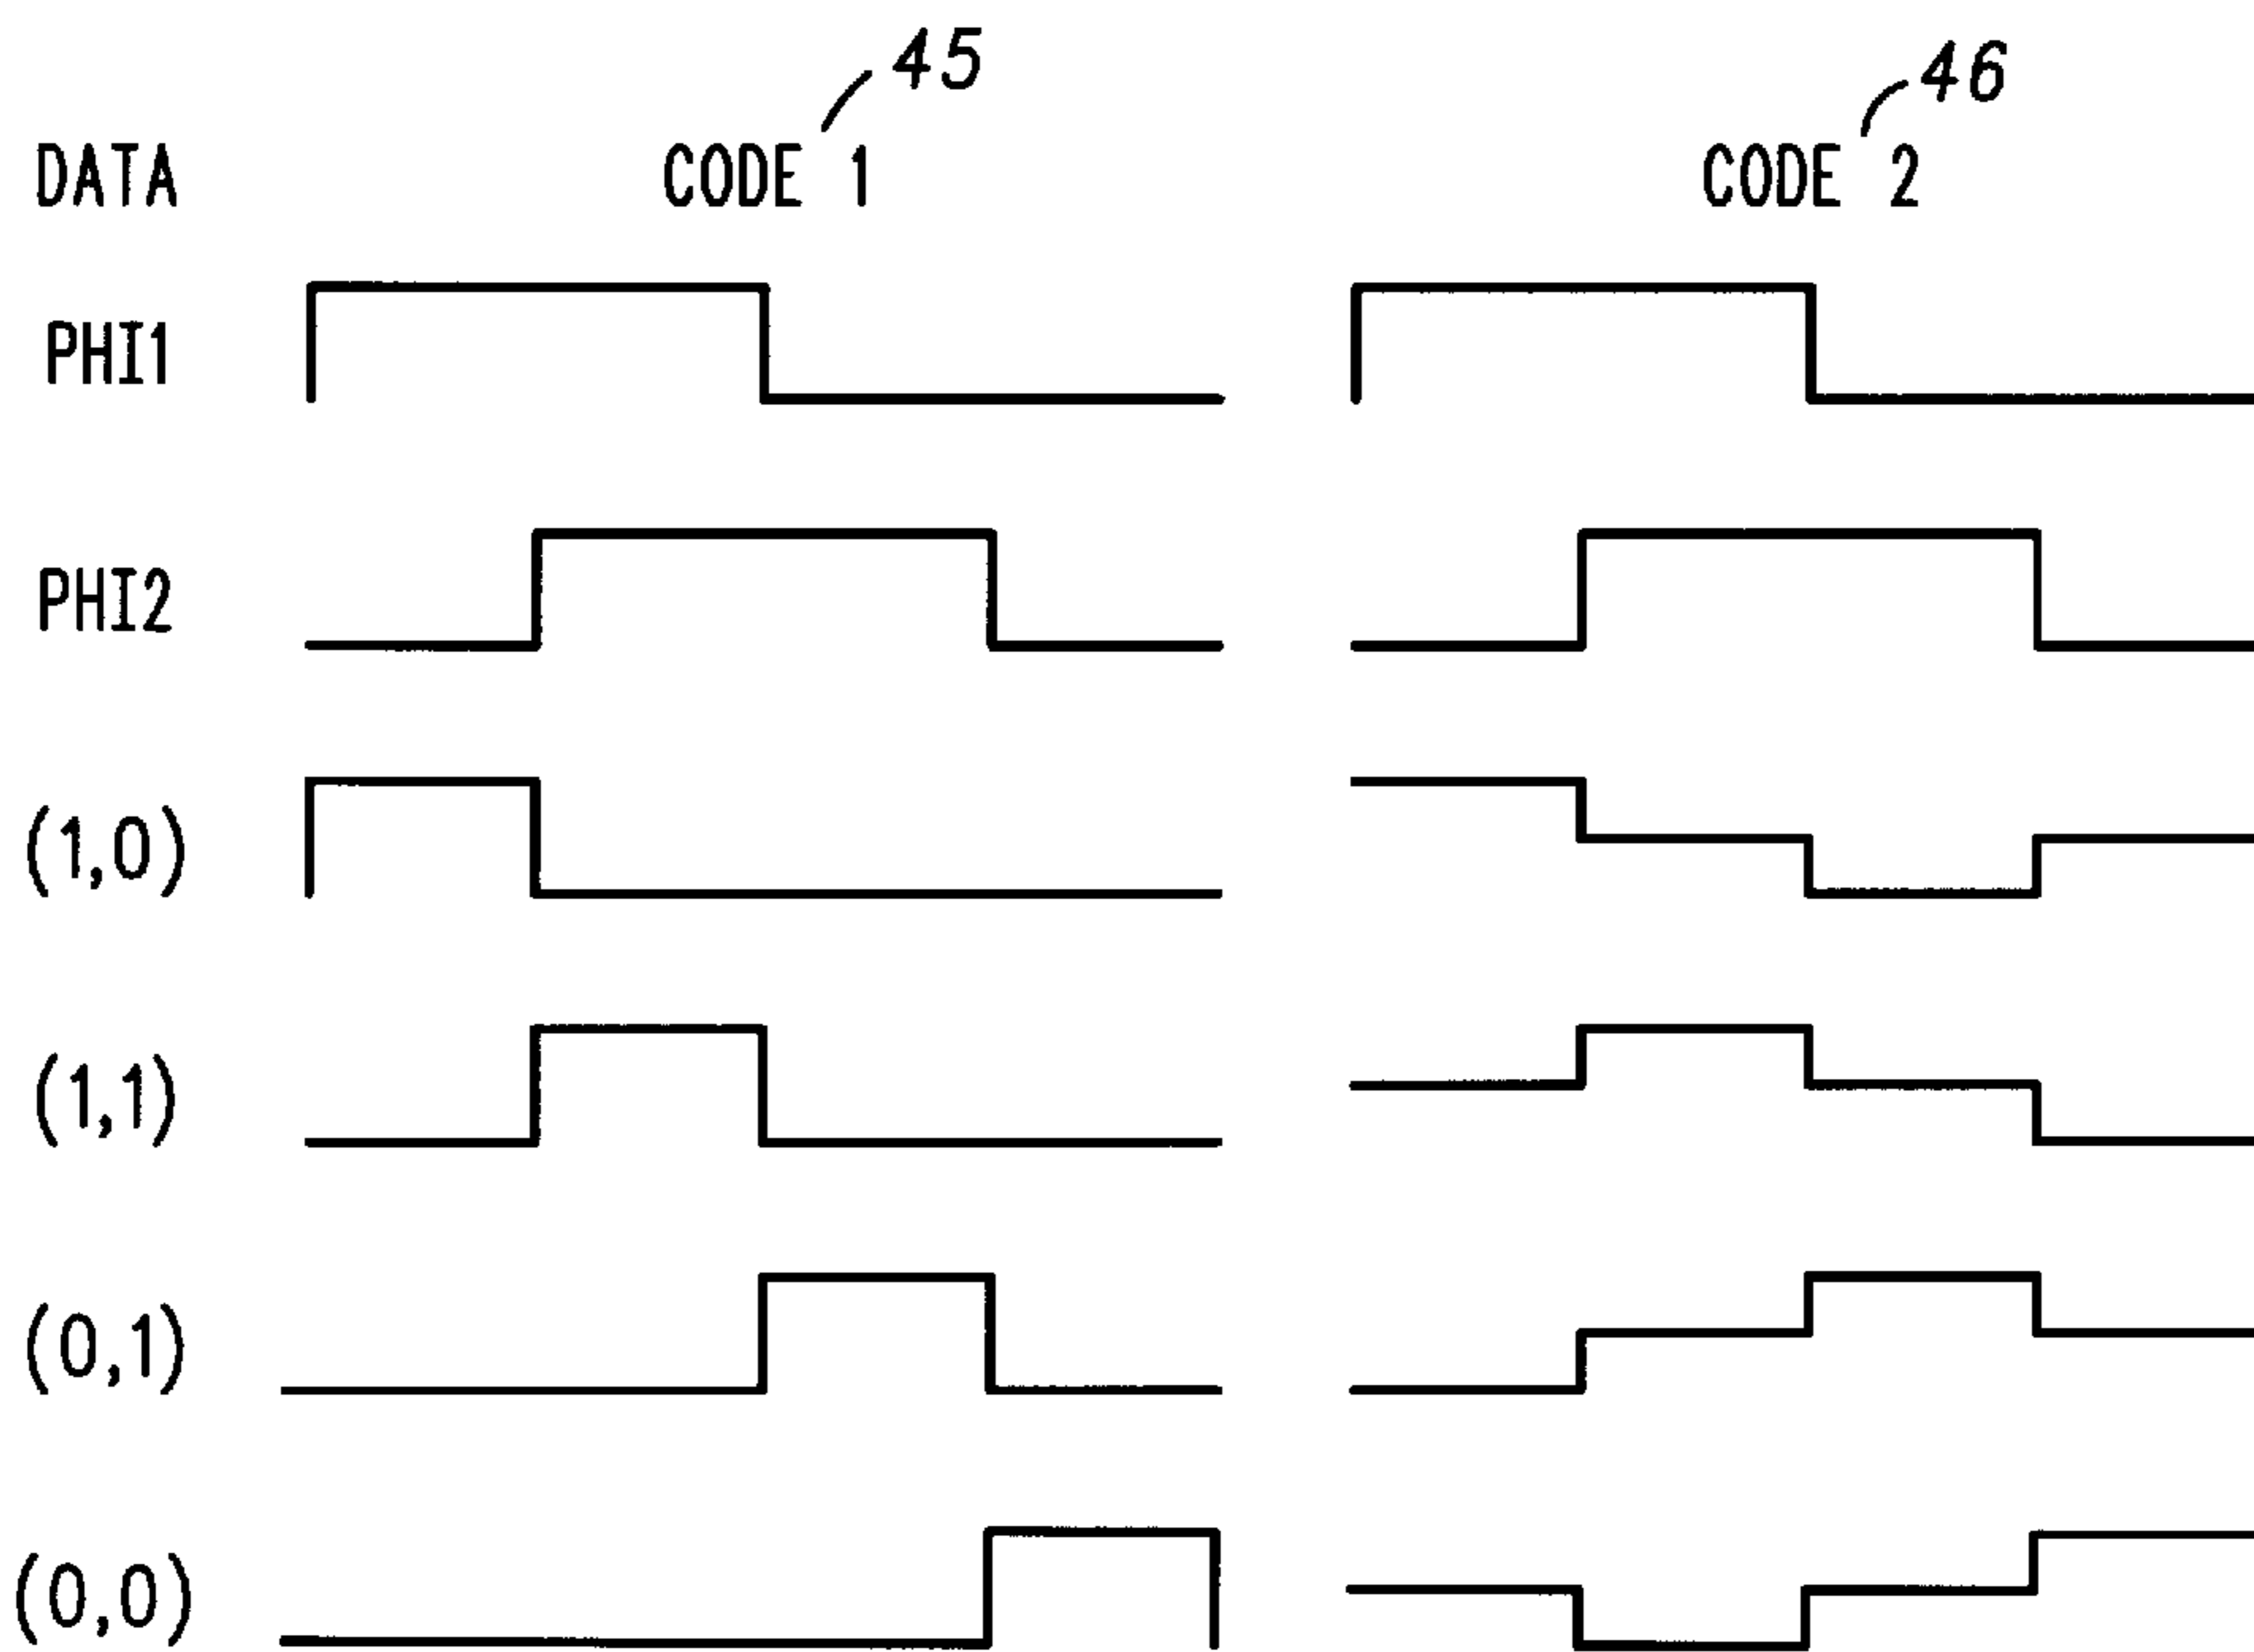 45
46
DATA CODE 1 CODE 2
PHI1
PHI2
(1,0)
(1,1)
(0,1)
(0,0)